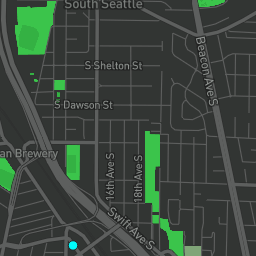 South Seattle
S Shelton St
Beacon Ave S
S Dawson St
an Brewery
16th Ave S
18th Ave S
Swift Ave S